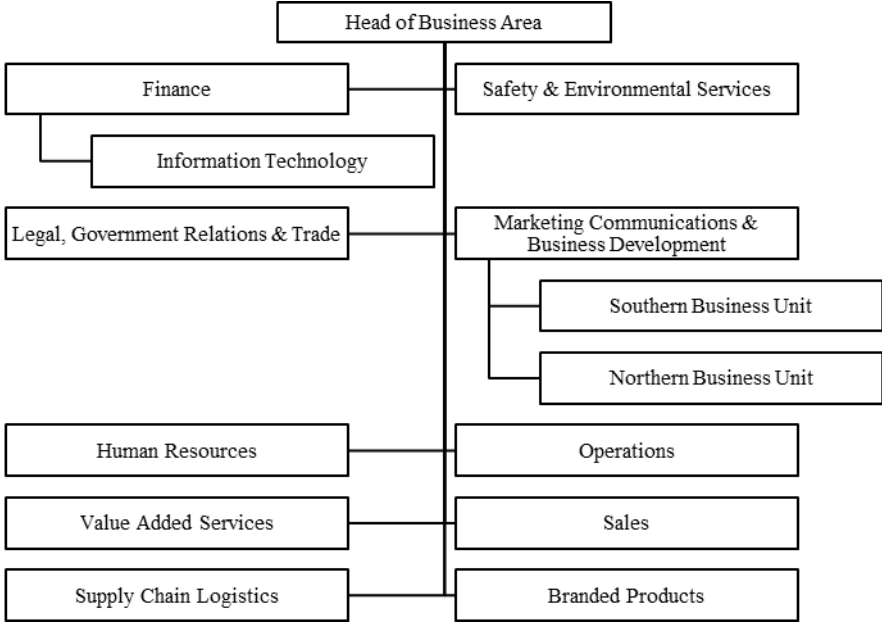 Head of Business Area
Finance
Safety & Environmental Services
Information Technology
Legal, Government Relations & Trade
Marketing Communications &
Business Development
Southern Business Unit
Northern Business Unit
Human Resources
Operations
Value Added Services
Sales
Supply Chain Logistics
Branded Products